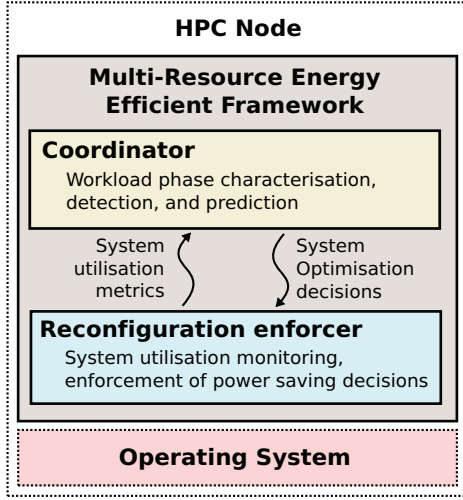 HPC Node
Multi-Resource Energy
Efficient Framework
Coordinator
Workload phase characterisation,
detection, and prediction
System
utilisation
metrics
System
Optimisation
decisions
Reconfiguration enforcer
System utilisation monitoring,
enforcement of power saving decisions
Operating System